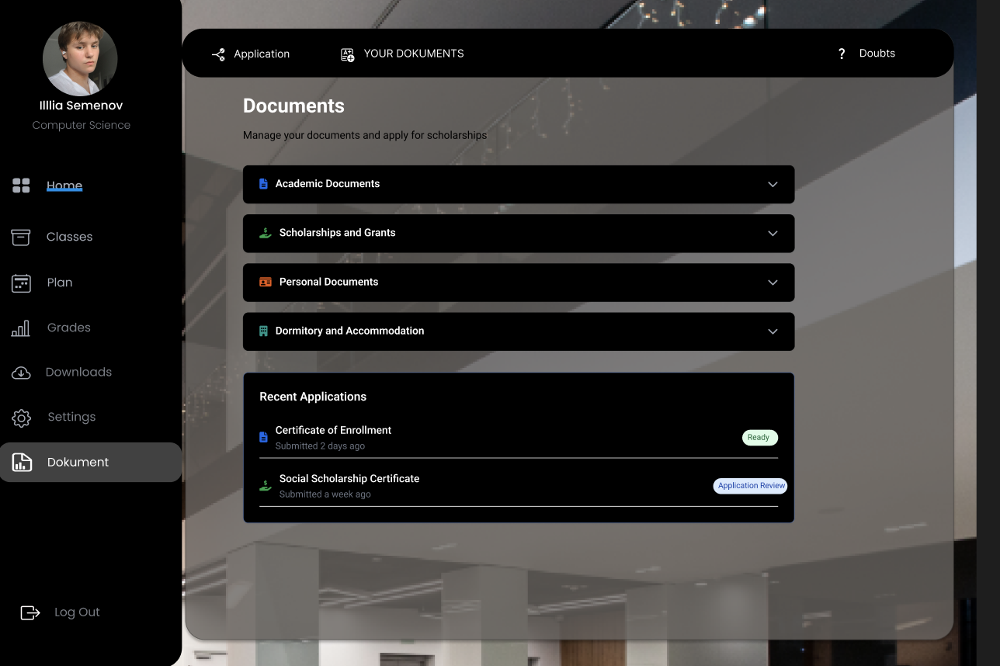 Illlia Semenov
Computer Science
Home
Classes
Plan
Grades
Downloads
Settings
Dokument
Log Out
Application
YOUR DOKUMENTS
? Doubts
Documents
Manage your documents and apply for scholarships
Academic Documents
Scholarships and Grants
Personal Documents
Dormitory and Accommodation
Recent Applications
Certificate of Enrollment
Submitted 2 days ago
Ready
Social Scholarship Certificate
Submitted a week ago
Application Review